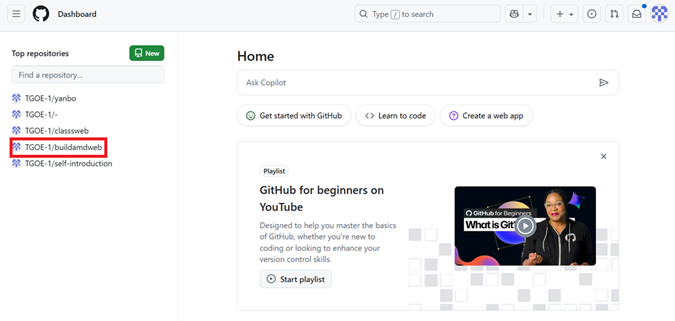 Dashboard
Type / to search
Top repositories
New
Find a repository...
TGOE-1/yanbo
TGOE-1/-
TGOE-1/classsweb
TGOE-1/buildamdweb
TGOE-1/self-introduction
Home
Ask Copilot
Get started with GitHub
Learn to code
Create a web app
Playlist
GitHub for beginners on
YouTube
Designed to help you master the basics
of GitHub, whether you're new to
coding or looking to enhance your
version control skills.
Start playlist
GitHub for Beginners
What is Git?